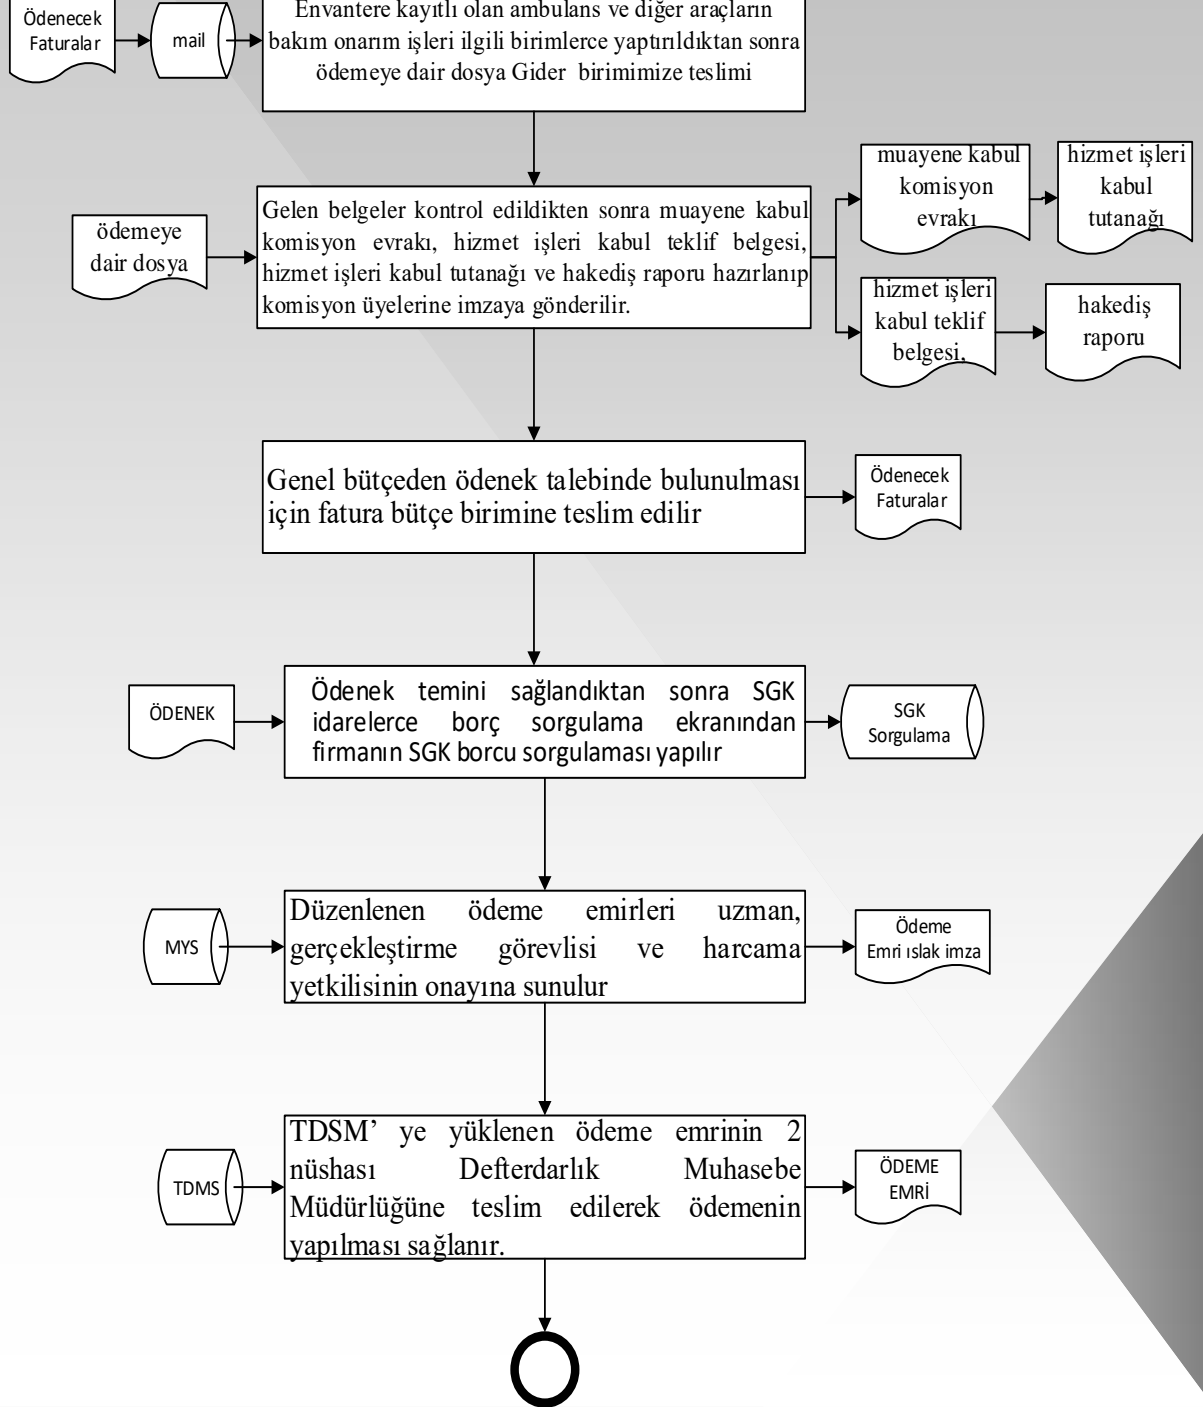 Ödenecek
Faturalar
mail
Envantere kayıtlı olan ambulans ve diğer araçların
bakım onarım işleri ilgili birimlerce yaptırıldıktan sonra
ödemeye dair dosya Gider birimimize teslimi
ödemeye
dair dosya
Gelen belgeler kontrol edildikten sonra muayene kabul
komisyon evrakı, hizmet işleri kabul teklif belgesi,
hizmet işleri kabul tutanağı ve hakediş raporu hazırlanıp
komisyon üyelerine imzaya gönderilir.
muayene kabul
komisyon
evrakı
hizmet işleri
kabul
tutanağı
hizmet işleri
kabul teklif
belgesi,
hakediş
raporu
Genel bütçeden ödenek talebinde bulunulması
için fatura bütçe birimine teslim edilir
Ödenecek
Faturalar
ÖDENEK
Ödenek temini sağlandıktan sonra SGK
idarelerce borç sorgulama ekranından
firmanın SGK borcu sorgulaması yapılır
SGK
Sorgulama
MYS
Düzenlenen ödeme emirleri uzman,
gerçekleştirme görevlisi ve harcama
yetkilisinin onayına sunulur
Ödeme
Emri ıslak imza
TDMS
TDSM’ ye yüklenen ödeme emrinin 2
nüshası Defterdarlık Muhasebe
Müdürlüğüne teslim edilerek ödemenin
yapılması sağlanır.
ÖDEME
EMRİ